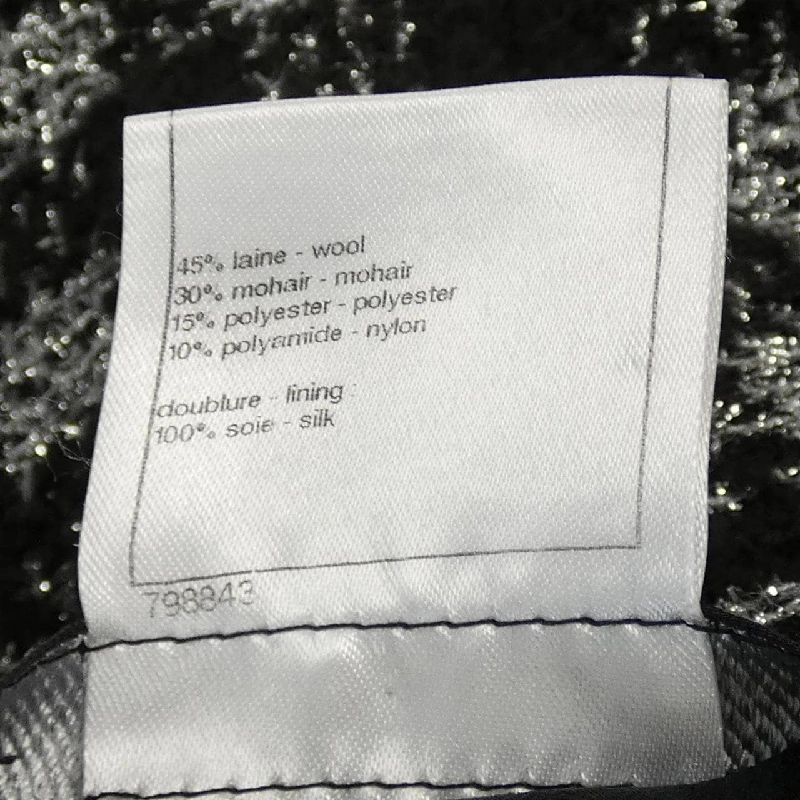 45% laine - wool
30% mohair - mohair
15% polyester - polyester
10% polyamide - nylon
doublure - lining :
100% soie - silk
798843